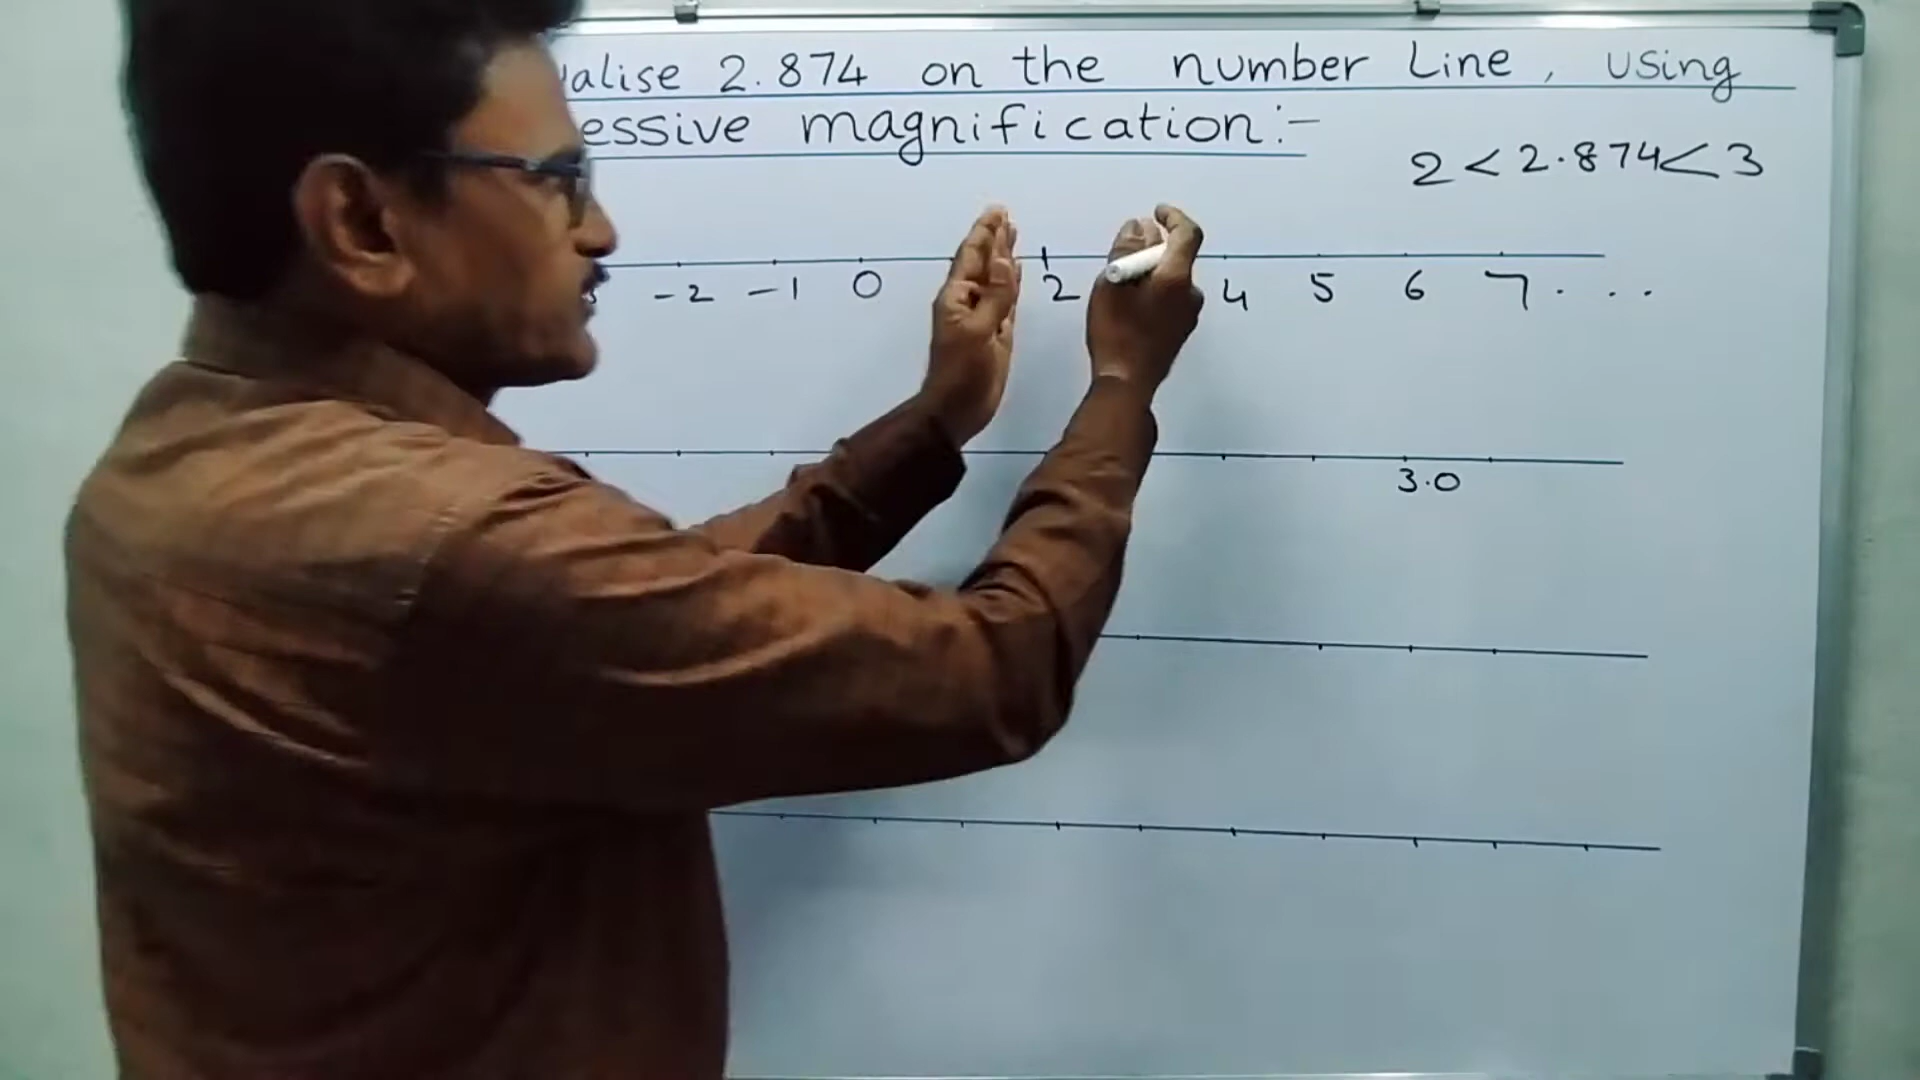 alise 2.874 on the number Line, using
essive magnification:-
2 < 2.874 < 3
-2 -1 0 2 4 5 6 7 . . .
3.0